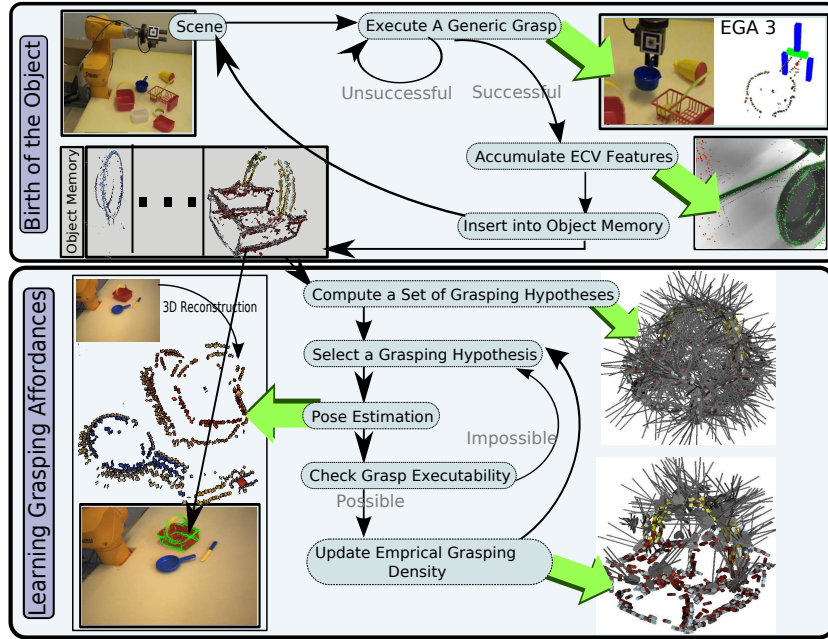 Birth of the Object
Scene
Execute A Generic Grasp
EGA 3
Unsuccessful
Successful
Accumulate ECV Features
Object Memory
Insert into Object Memory
Learning Grasping Affordances
3D Reconstruction
Compute a Set of Grasping Hypotheses
Select a Grasping Hypothesis
Pose Estimation
Impossible
Check Grasp Executability
Possible
Update Emprical Grasping
Density